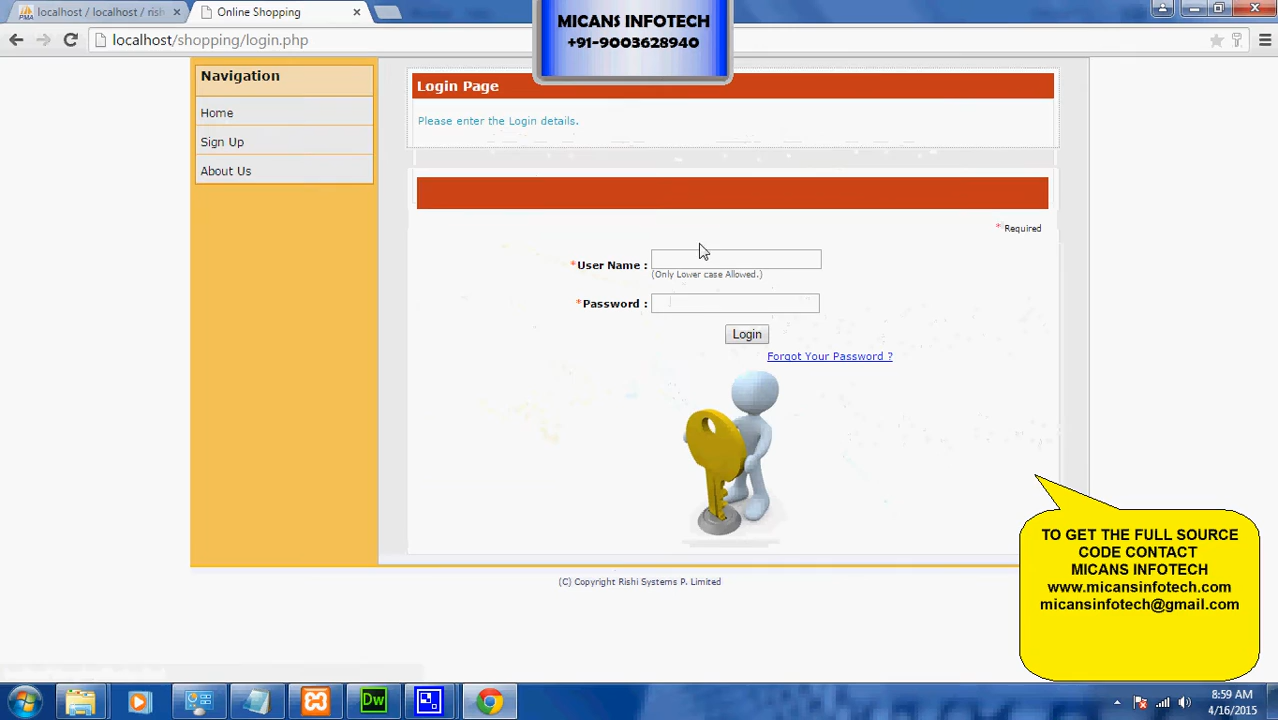 localhost / localhost / rish
Online Shopping
MICANS INFOTECH
+91-9003628940
localhost/shopping/login.php
Navigation
Home
Sign Up
About Us
Login Page
Please enter the Login details.
* Required
*User Name :
(Only Lower case Allowed.)
*Password :
Login
Forgot Your Password ?
TO GET THE FULL SOURCE
CODE CONTACT
MICANS INFOTECH
www.micansinfotech.com
micansinfotech@gmail.com
(C) Copyright Rishi Systems P. Limited
Dw
8:59 AM
4/16/2015